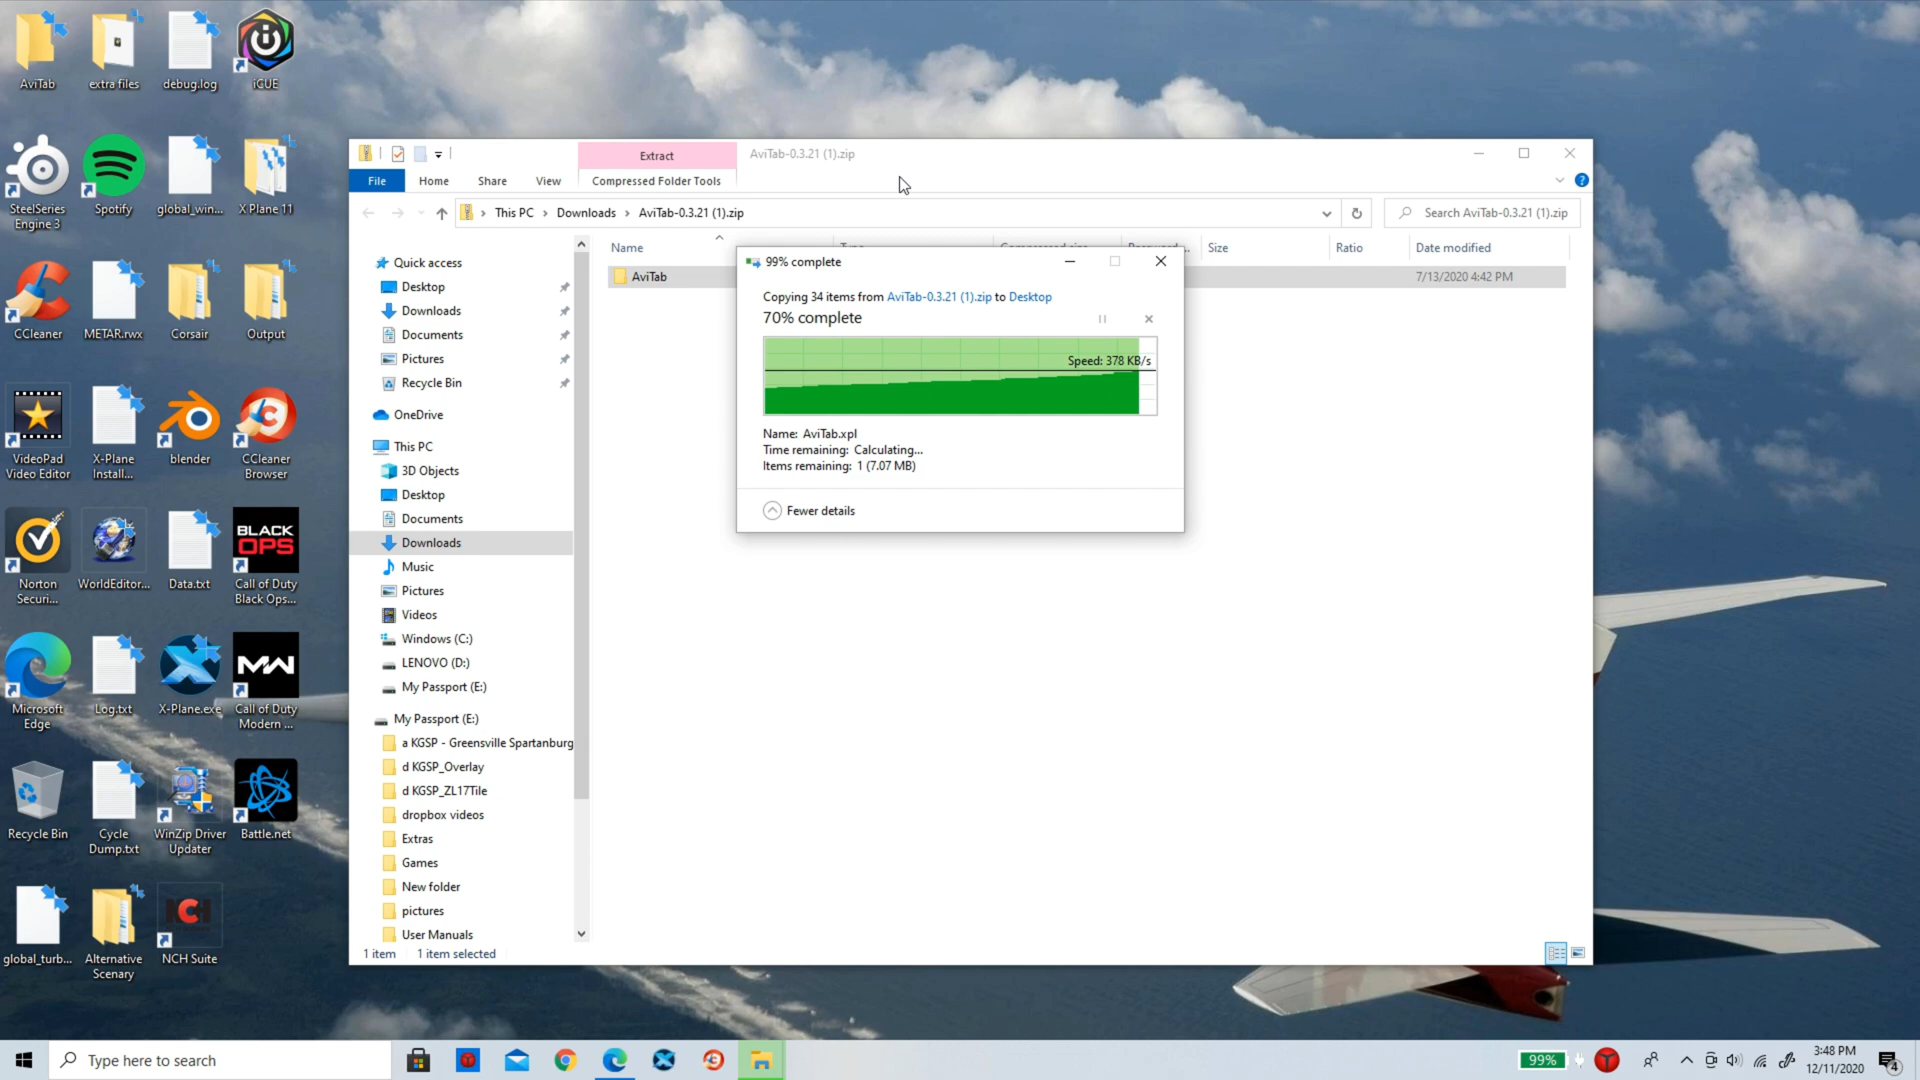 AviTab
extra files
debug.log
iCUE
SteelSeries
Engine 3
Spotify
global_win...
X Plane 11
CCleaner
METAR.rwx
Corsair
Output
VideoPad
Video Editor
X-Plane
Install...
blender
CCleaner
Browser
Norton
Securi...
WorldEditor...
Data.txt
BLACK
OPS
Call of Duty
Black Ops...
Microsoft
Edge
Log.txt
X-Plane.exe
MW
Call of Duty
Modern ...
Recycle Bin
Cycle
Dump.txt
WinZip Driver
Updater
Battle.net
global_turb...
Alternative
Scenery
NCH
NCH Suite
Extract
AviTab-0.3.21 (1).zip
File
Home
Share
View
Compressed Folder Tools
This PC > Downloads > AviTab-0.3.21 (1).zip
Search AviTab-0.3.21 (1).zip
Name
Size
Ratio
Date modified
AviTab
7/13/2020 4:42 PM
Quick access
Desktop
Downloads
Documents
Pictures
Recycle Bin
OneDrive
This PC
3D Objects
Desktop
Documents
Downloads
Music
Pictures
Videos
Windows (C:)
LENOVO (D:)
My Passport (E:)
My Passport (E:)
a KGSP - Greensville Spartanburg
d KGSP_Overlay
d KGSP_ZL17Tile
dropbox videos
Extras
Games
New folder
pictures
User Manuals
1 item
1 item selected
99% complete
Copying 34 items from AviTab-0.3.21 (1).zip to Desktop
70% complete
Speed: 378 KB/s
Name: AviTab.xpl
Time remaining: Calculating...
Items remaining: 1 (7.07 MB)
Fewer details
Type here to search
99%
3:48 PM
12/11/2020
4